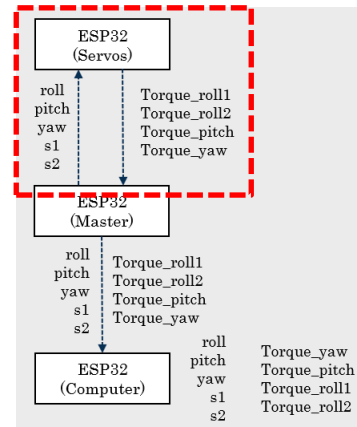 ESP32
(Servos)
roll
pitch
yaw
s1
s2
Torque_roll1
Torque_roll2
Torque_pitch
Torque_yaw
ESP32
(Master)
roll
pitch
yaw
s1
s2
Torque_roll1
Torque_roll2
Torque_pitch
Torque_yaw
ESP32
(Computer)
roll
pitch
yaw
s1
s2
Torque_yaw
Torque_pitch
Torque_roll1
Torque_roll2